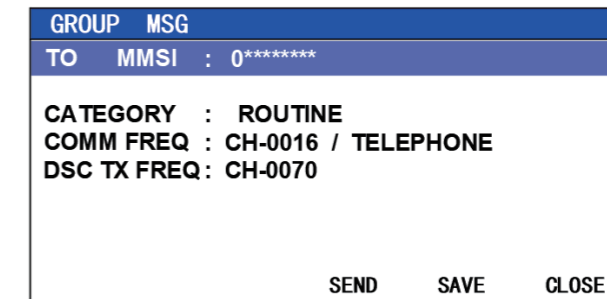 GROUP MSG
TO MMSI : 0********
CATEGORY : ROUTINE
COMM FREQ : CH-0016 / TELEPHONE
DSC TX FREQ : CH-0070
SEND SAVE CLOSE